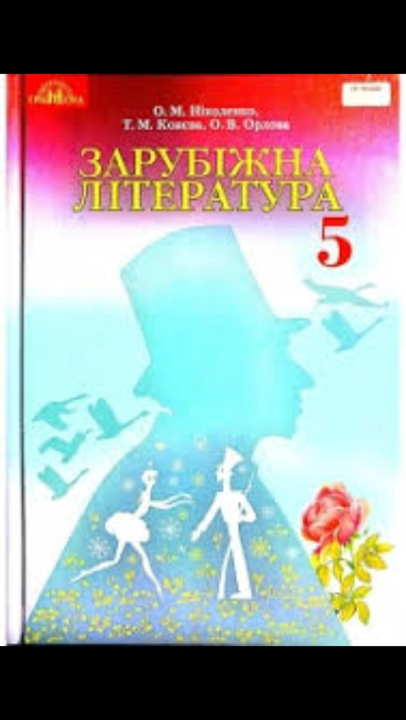 О. М. Ніколенко,
Т. М. Конєва, О. В. Орлова
ЗАРУБІЖНА
ЛІТЕРАТУРА
5